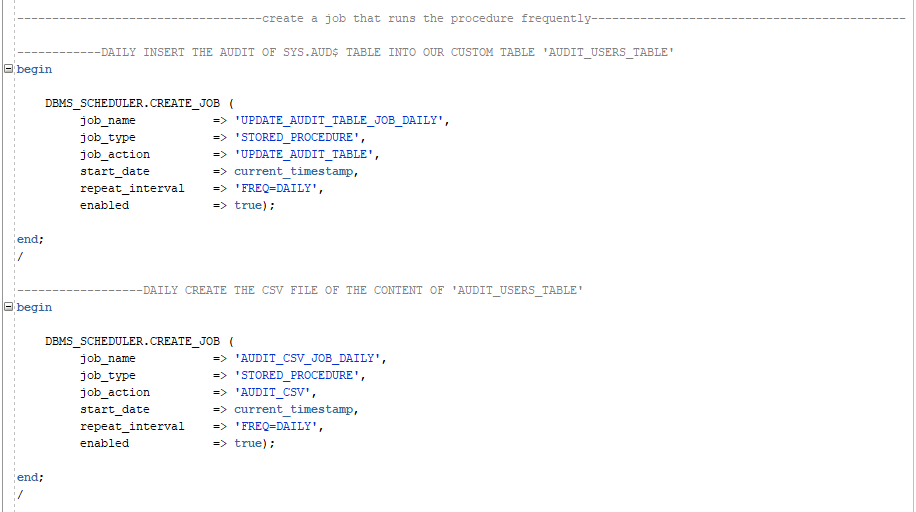 -----------------------------------create a job that runs the procedure frequently---------------------------------------------
------------DAILY INSERT THE AUDIT OF SYS.AUD$ TABLE INTO OUR CUSTOM TABLE 'AUDIT_USERS_TABLE'
begin
DBMS_SCHEDULER.CREATE_JOB (
job_name => 'UPDATE_AUDIT_TABLE_JOB_DAILY',
job_type => 'STORED_PROCEDURE',
job_action => 'UPDATE_AUDIT_TABLE',
start_date => current_timestamp,
repeat_interval => 'FREQ=DAILY',
enabled => true);
end;
/
------------------DAILY CREATE THE CSV FILE OF THE CONTENT OF 'AUDIT_USERS_TABLE'
begin
DBMS_SCHEDULER.CREATE_JOB (
job_name => 'AUDIT_CSV_JOB_DAILY',
job_type => 'STORED_PROCEDURE',
job_action => 'AUDIT_CSV',
start_date => current_timestamp,
repeat_interval => 'FREQ=DAILY',
enabled => true);
end;
/